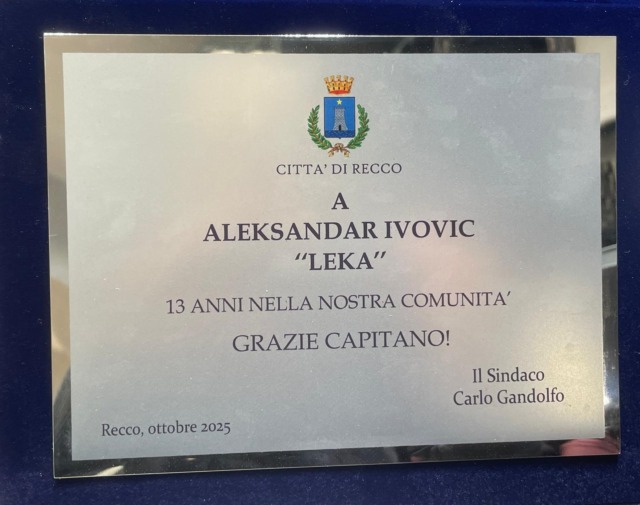 CITTA' DI RECCO
A
ALEKSANDAR IVOVIC
“LEKA”
13 ANNI NELLA NOSTRA COMUNITA'
GRAZIE CAPITANO!
Il Sindaco
Carlo Gandolfo
Recco, ottobre 2025